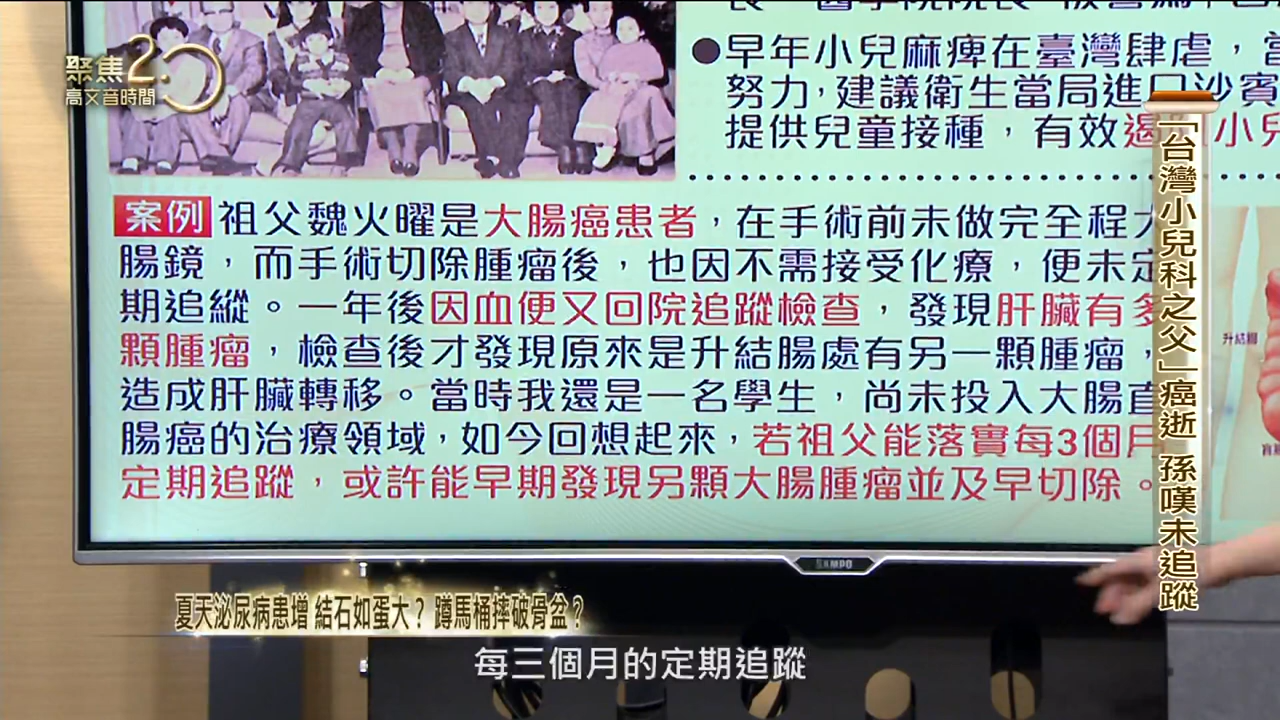 聚焦2.0
高文音時間
●早年小兒麻痺在臺灣肆虐，
努力，建議衛生當局進口沙賓
提供兒童接種，有效
小兒
案例 祖父魏火曜是大腸癌患者，在手術前未做完全程
腸鏡，而手術切除腫瘤後，也因不需接受化療，便未定
期追縱。一年後因血便又回院追蹤檢查，發現肝臟有多
顆腫瘤，檢查後才發現原來是升結腸處有另一顆腫瘤，
造成肝臟轉移。當時我還是一名學生，尚未投入大腸直
腸癌的治療領域，如今回想起來，若祖父能落實每3個月
定期追蹤，或許能早期發現另顆大腸腫瘤並及早切除。
升結腸
SAMPO
「台灣小兒科之父」癌逝 孫嘆未追蹤
夏天泌尿病患增 結石如蛋大？ 蹲馬桶摔破骨盆？
每三個月的定期追蹤